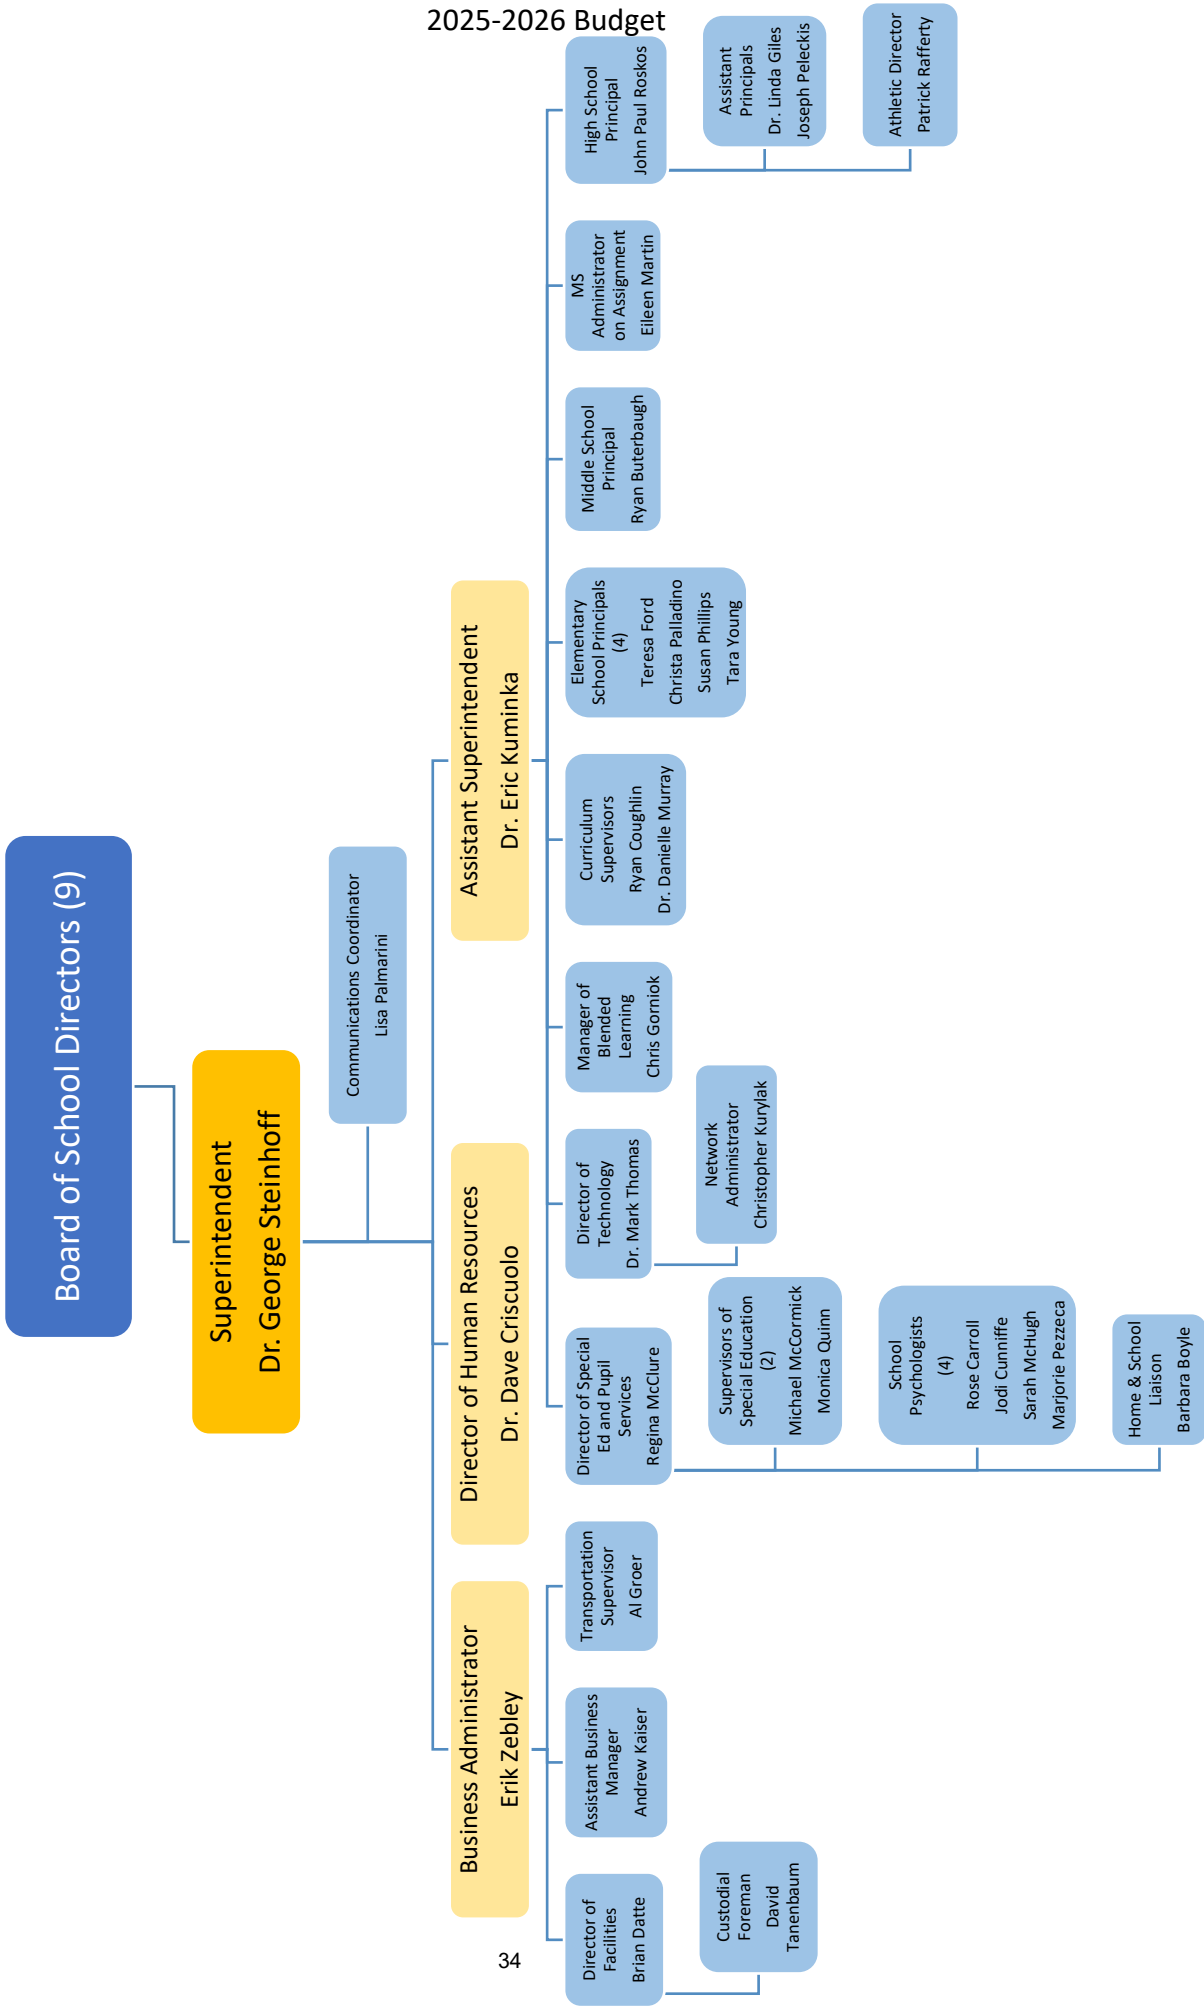 2025-2026 Budget
Board of School Directors (9)
Superintendent
Dr. George Steinhoff
Communications Coordinator
Lisa Palmarini
Business Administrator
Erik Zebley
Director of Human Resources
Dr. Dave Criscuolo
Assistant Superintendent
Dr. Eric Kuminka
Director of
Facilities
Brian Datte
Custodial
Foreman
David
Tanenbaum
Assistant Business
Manager
Andrew Kaiser
Transportation
Supervisor
Al Groer
Director of Special
Ed and Pupil
Services
Regina McClure
Supervisors of
Special Education
(2)
Michael McCormick
Monica Quinn
School
Psychologists
(4)
Rose Carroll
Jodi Cunniffe
Sarah McHugh
Marjorie Pezzeca
Home & School
Liaison
Barbara Boyle
Director of
Technology
Dr. Mark Thomas
Network
Administrator
Christopher Kurylak
Manager of
Blended
Learning
Chris Gorniok
Curriculum
Supervisors
Ryan Coughlin
Dr. Danielle Murray
Elementary
School Principals
(4)
Teresa Ford
Christa Palladino
Susan Phillips
Tara Young
Middle School
Principal
Ryan Buterbaugh
MS
Administrator
on Assignment
Eileen Martin
High School
Principal
John Paul Roskos
Assistant
Principals
Dr. Linda Giles
Joseph Peleckis
Athletic Director
Patrick Rafferty
34